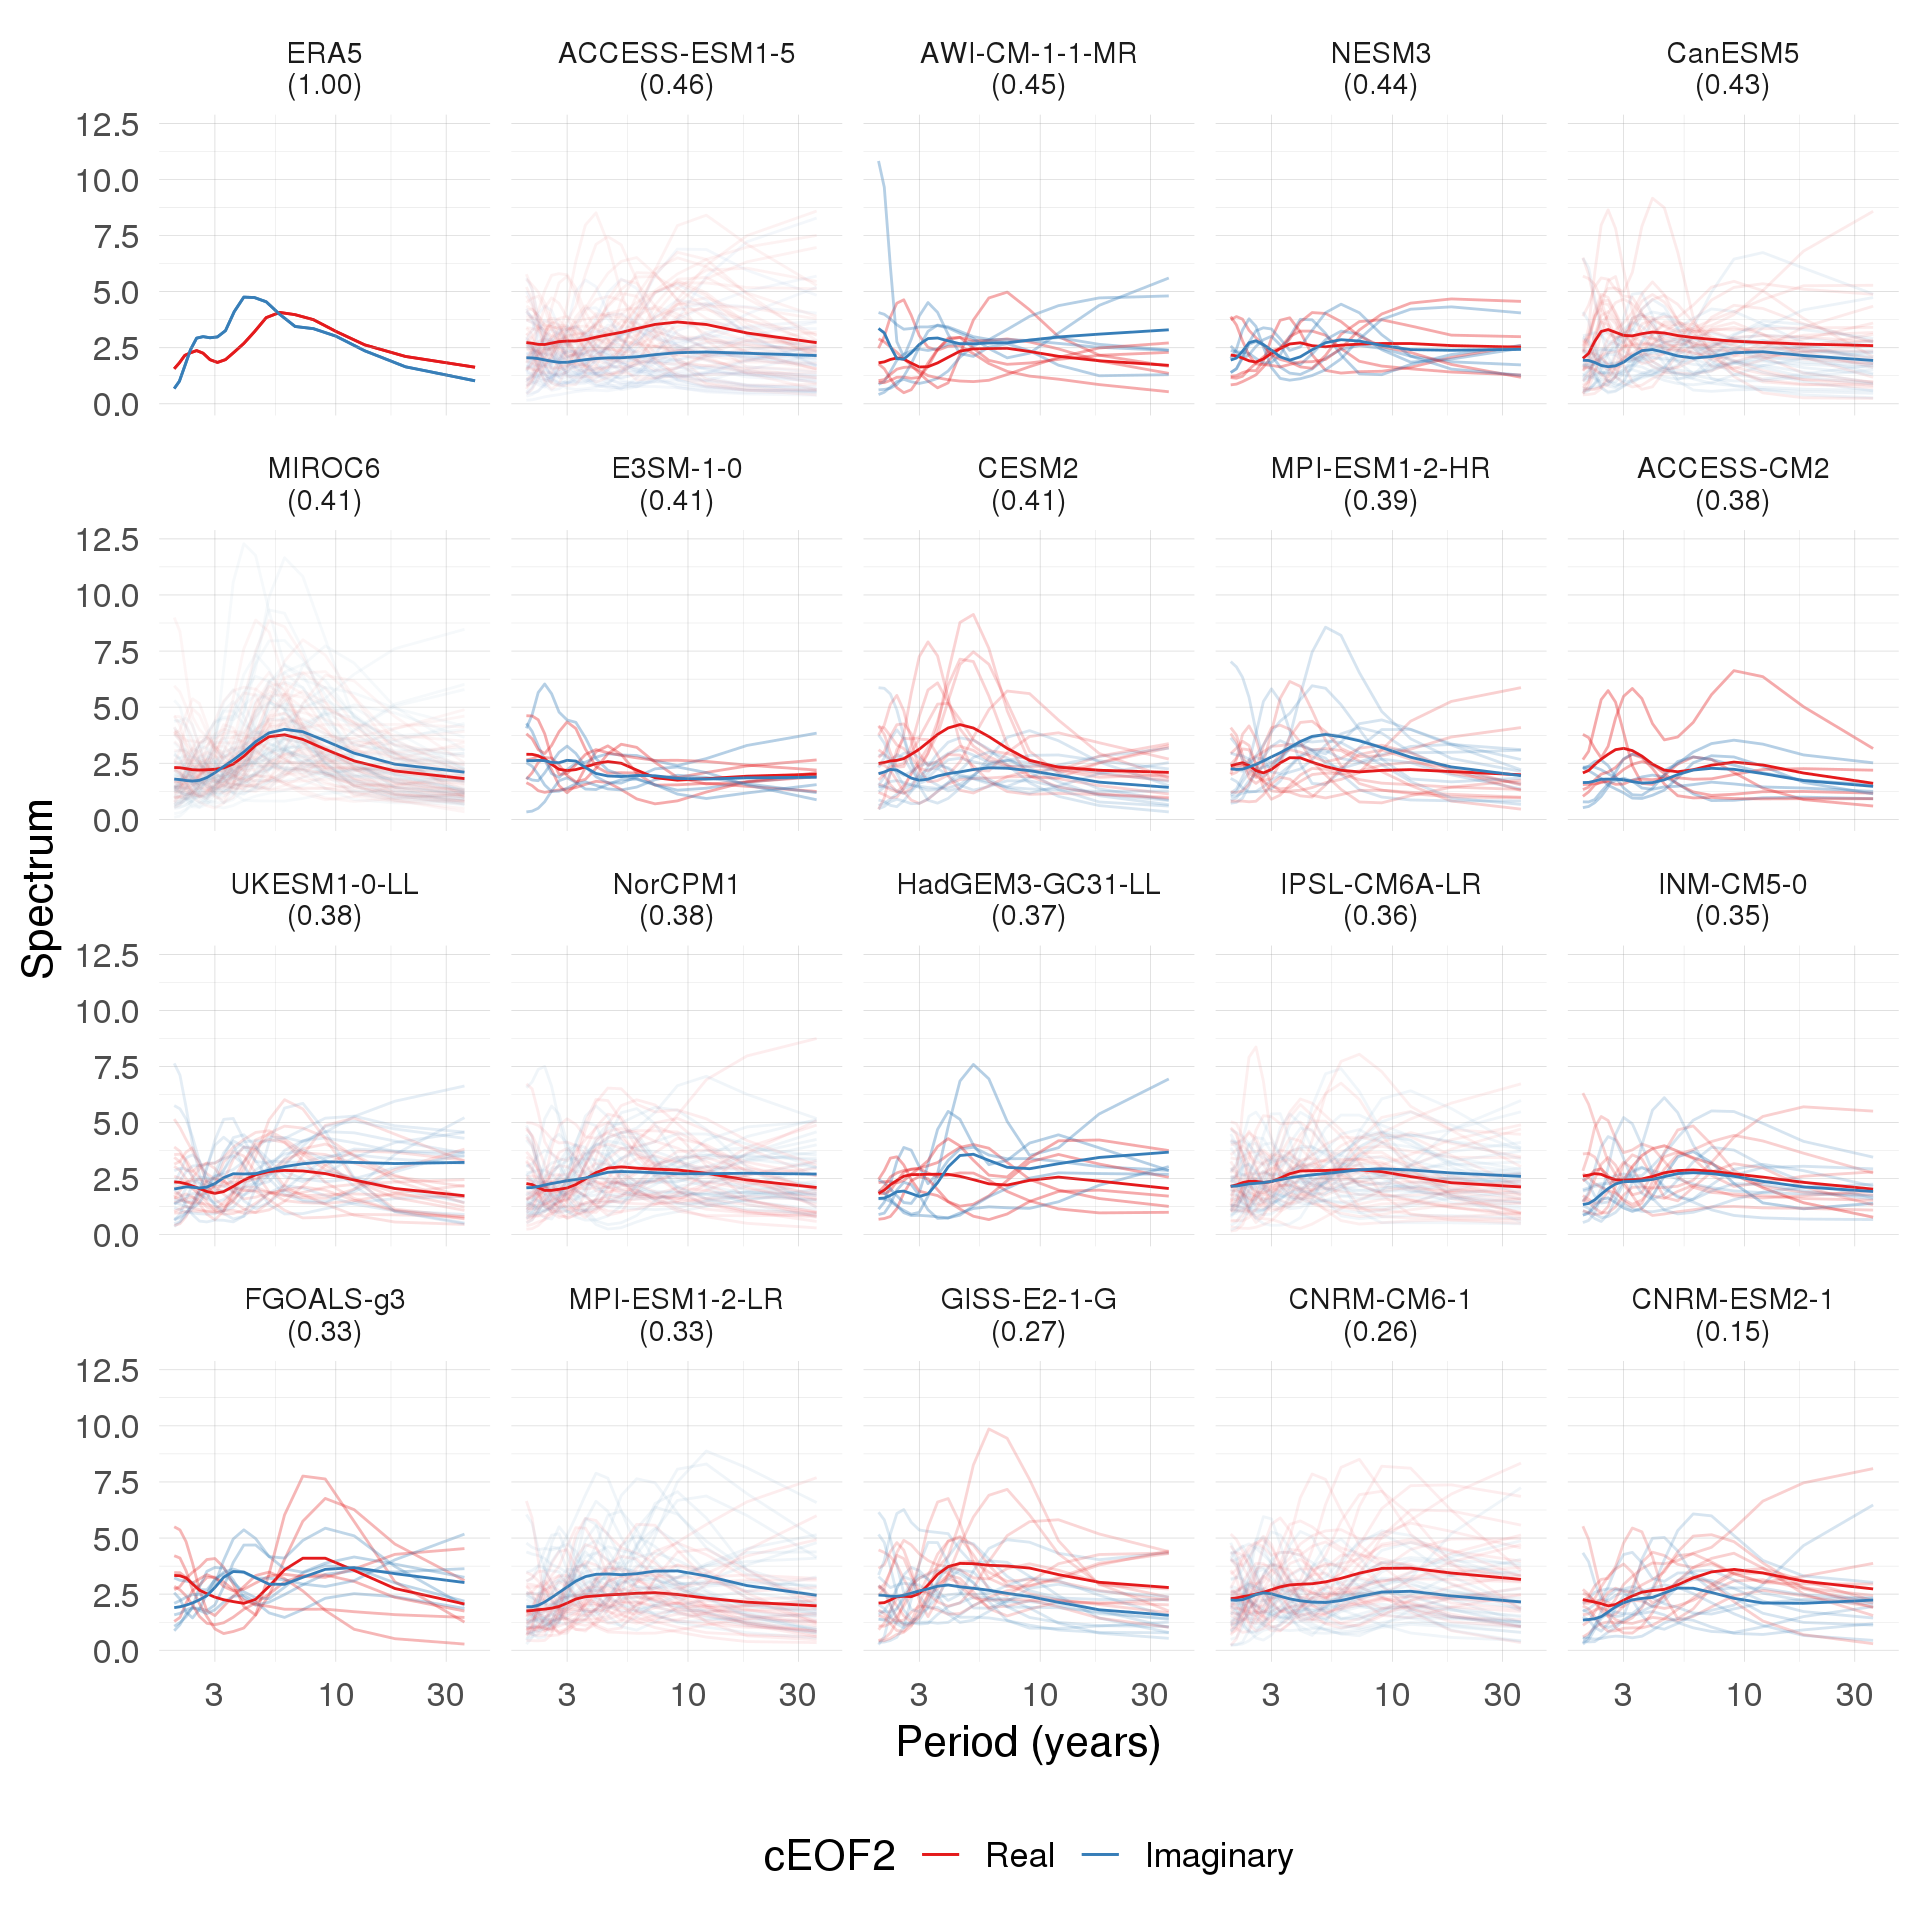 ERA5
(1.00)
ACCESS-ESM1-5
(0.46)
AWI-CM-1-1-MR
(0.45)
NESM3
(0.44)
CanESM5
(0.43)
12.5
10.0
7.5
5.0
2.5
0.0
MIROC6
(0.41)
E3SM-1-0
(0.41)
CESM2
(0.41)
MPI-ESM1-2-HR
(0.39)
ACCESS-CM2
(0.38)
12.5
10.0
7.5
5.0
2.5
0.0
Spectrum
UKESM1-0-LL
(0.38)
NorCPM1
(0.38)
HadGEM3-GC31-LL
(0.37)
IPSL-CM6A-LR
(0.36)
INM-CM5-0
(0.35)
12.5
10.0
7.5
5.0
2.5
0.0
FGOALS-g3
(0.33)
MPI-ESM1-2-LR
(0.33)
GISS-E2-1-G
(0.27)
CNRM-CM6-1
(0.26)
CNRM-ESM2-1
(0.15)
12.5
10.0
7.5
5.0
2.5
0.0
3 10 30
3 10 30
3 10 30
3 10 30
3 10 30
Period (years)
cEOF2 Real Imaginary